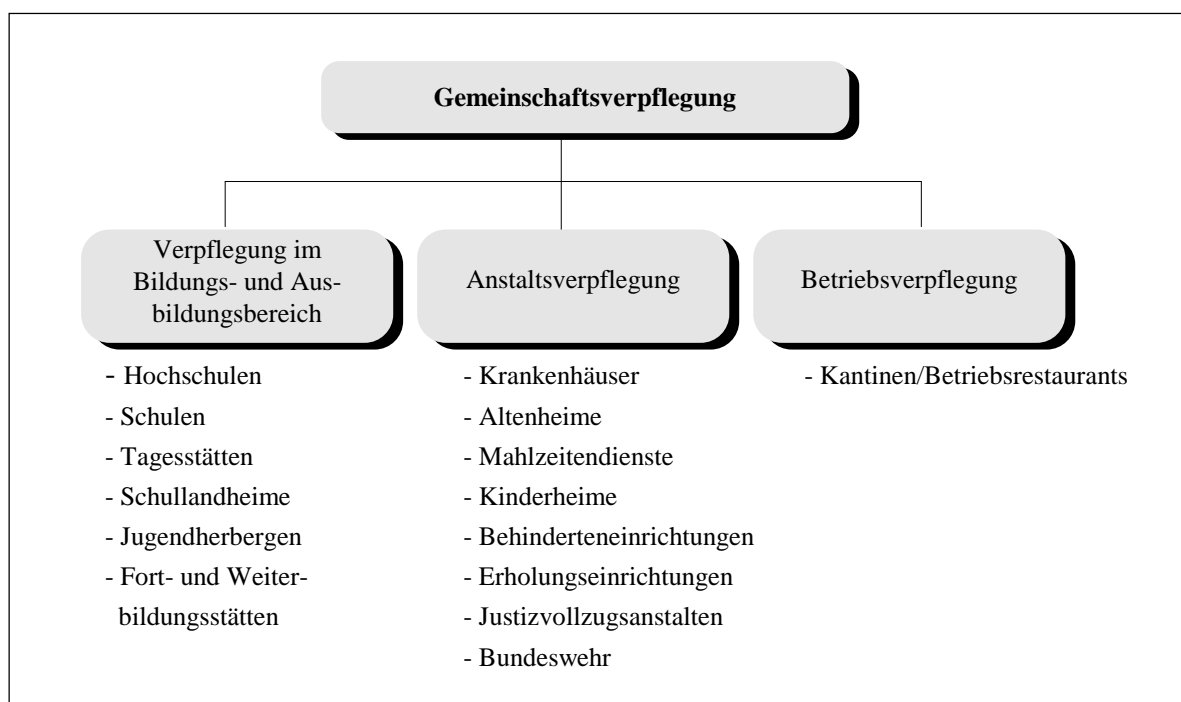 Gemeinschaftsverpflegung
Verpflegung im
Bildungs- und Aus-
bildungsbereich
- Hochschulen
- Schulen
- Tagesstätten
- Schullandheime
- Jugendherbergen
- Fort- und Weiter-
bildungsstätten
Anstaltsverpflegung
- Krankenhäuser
- Altenheime
- Mahlzeitendienste
- Kinderheime
- Behinderteneinrichtungen
- Erholungseinrichtungen
- Justizvollzugsanstalten
- Bundeswehr
Betriebsverpflegung
- Kantinen/Betriebsrestaurants